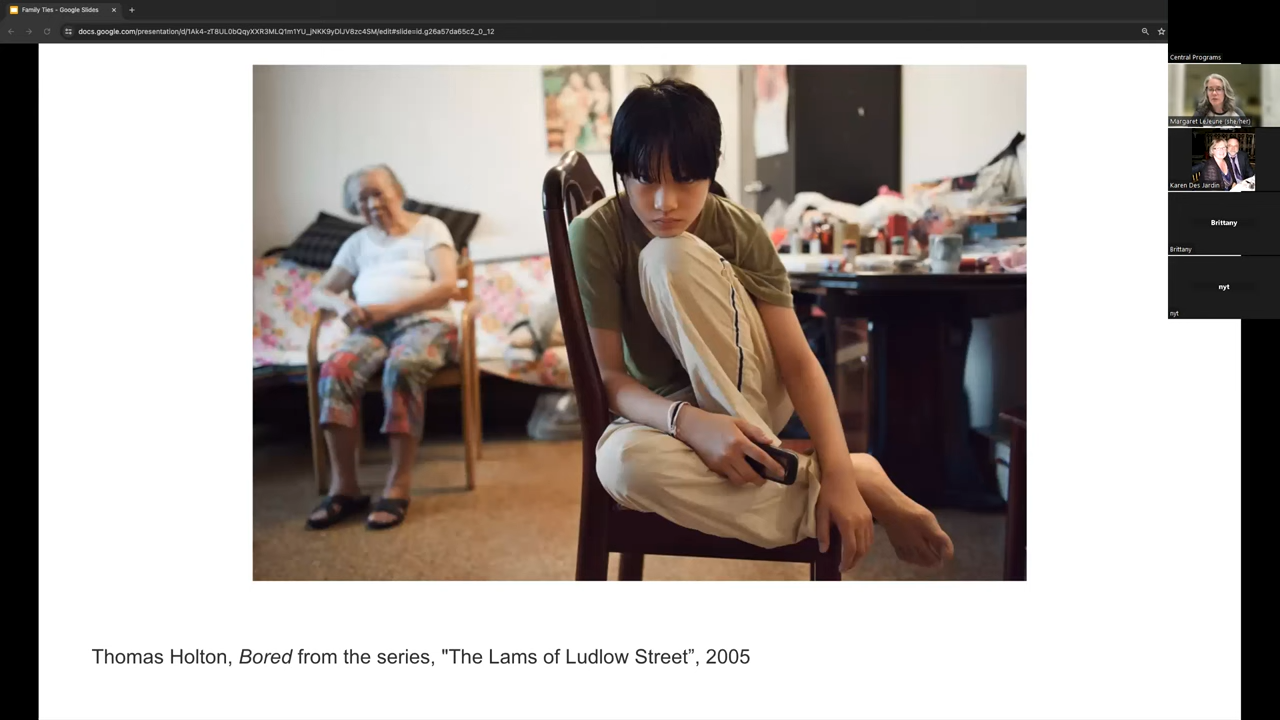 Family Ties - Google Slides
docs.google.com/presentation/d/1Ak4-zT8UL0bQqyXXR3MLQ1m1YU_jNKK9yDlJV8zc4SM/edit#slide=id.g26a57da65c2_0_12
Central Programs
Margaret LeJeune (she/her)
Karen Des Jardin
Brittany
Brittany
nyt
nyt
Thomas Holton, Bored from the series, "The Lams of Ludlow Street”, 2005